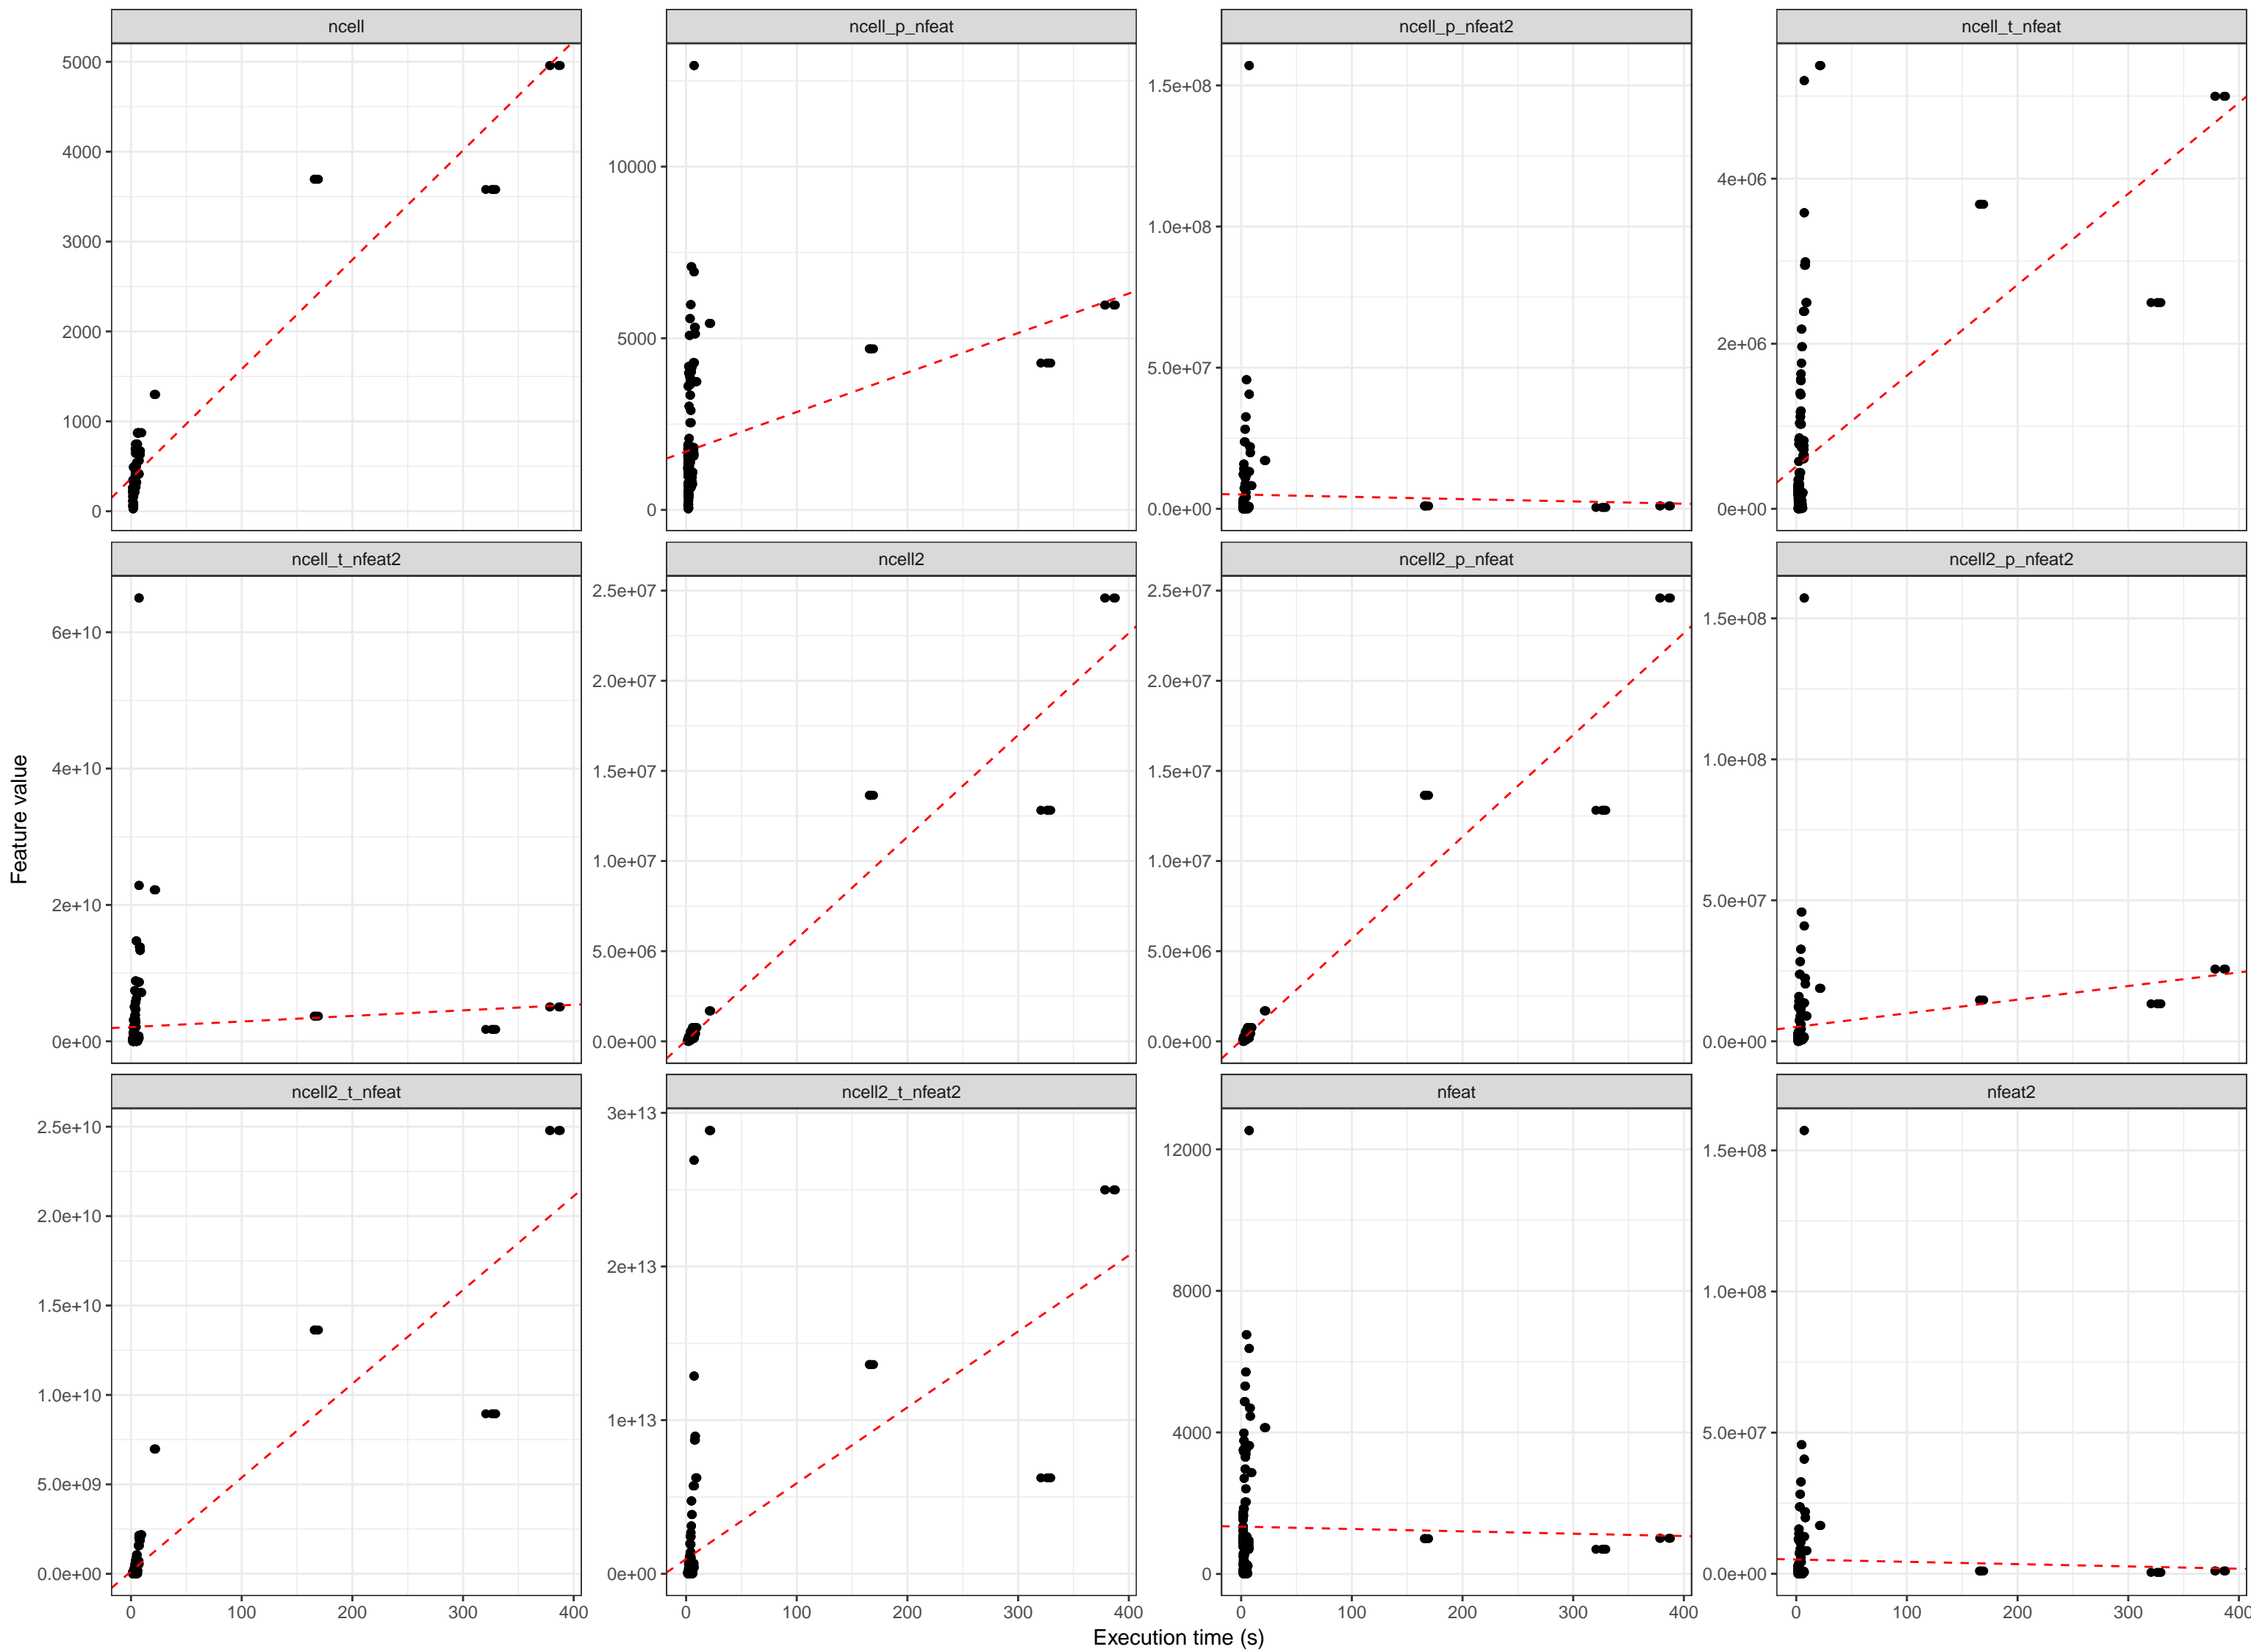 ncell
ncell_p_nfeat
ncell_p_nfeat2
ncell_t_nfeat
5000
4000
3000
2000
1000
0
10000
5000
0
1.5e+08
1.0e+08
5.0e+07
0.0e+00
4e+06
2e+06
0e+00
ncell_t_nfeat2
ncell2
ncell2_p_nfeat
ncell2_p_nfeat2
6e+10
4e+10
2e+10
0e+00
2.5e+07
2.0e+07
1.5e+07
1.0e+07
5.0e+06
0.0e+00
2.5e+07
2.0e+07
1.5e+07
1.0e+07
5.0e+06
0.0e+00
1.5e+08
1.0e+08
5.0e+07
0.0e+00
Feature value
ncell2_t_nfeat
ncell2_t_nfeat2
nfeat
nfeat2
2.5e+10
2.0e+10
1.5e+10
1.0e+10
5.0e+09
0.0e+00
3e+13
2e+13
1e+13
0e+00
12000
8000
4000
0
1.5e+08
1.0e+08
5.0e+07
0.0e+00
0 100 200 300 400
0 100 200 300 400
0 100 200 300 400
0 100 200 300 400
Execution time (s)